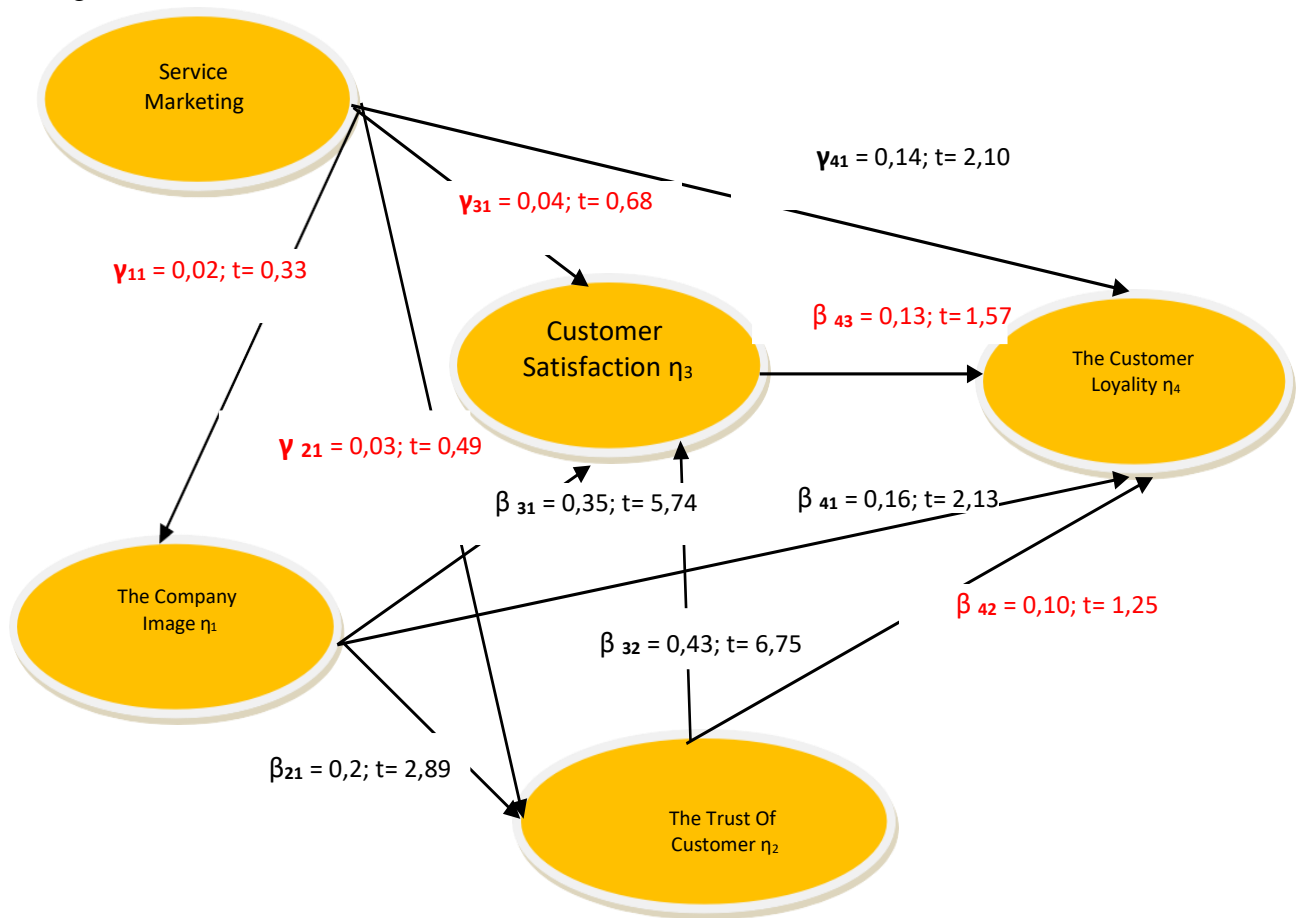 Service
Marketing
γ41 = 0,14; t= 2,10
γ31 = 0,04; t= 0,68
γ11 = 0,02; t= 0,33
β 43 = 0,13; t= 1,57
Customer
Satisfaction η3
The Customer
Loyality η4
γ 21 = 0,03; t= 0,49
β 31 = 0,35; t= 5,74
β 41 = 0,16; t= 2,13
The Company
Image η1
β 42 = 0,10; t= 1,25
β 32 = 0,43; t= 6,75
β21 = 0,2; t= 2,89
The Trust Of
Customer η2